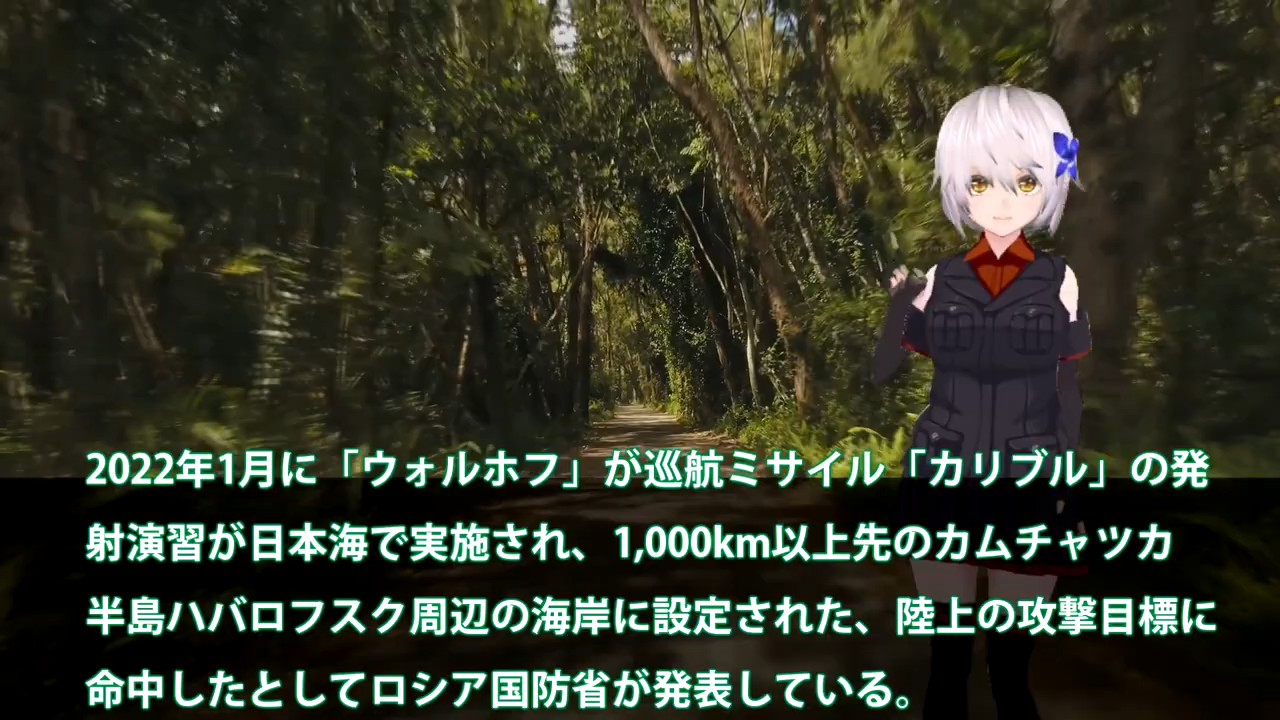 2022年1月に「ウォルホフ」が巡航ミサイル「カリブル」の発
射演習が日本海で実施され、1,000km以上先のカムチャツカ
半島ハバロフスク周辺の海岸に設定された、陸上の攻撃目標に
命中したとしてロシア国防省が発表している。